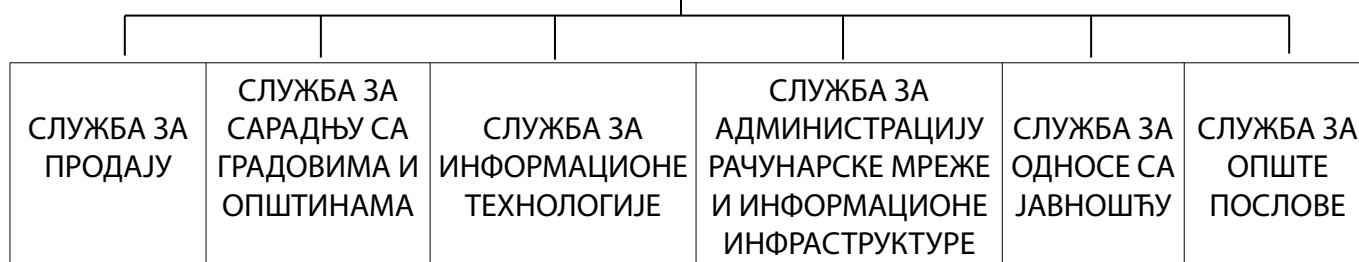 СЛУЖБА ЗА
ПРОДАЈУ
СЛУЖБА ЗА
САРАДЊУ СА
ГРАДОВИМА И
ОПШТИНАМА
СЛУЖБА ЗА
ИНФОРМАЦИОНЕ
ТЕХНОЛОГИЈЕ
СЛУЖБА ЗА
АДМИНИСТРАЦИЈУ
РАЧУНАРСКЕ МРЕЖЕ
И ИНФОРМАЦИОНЕ
ИНФРАСТРУКТУРЕ
СЛУЖБА ЗА
ОДНОСЕ СА
ЈАВНОШЋУ
СЛУЖБА ЗА
ОПШТЕ
ПОСЛОВЕ